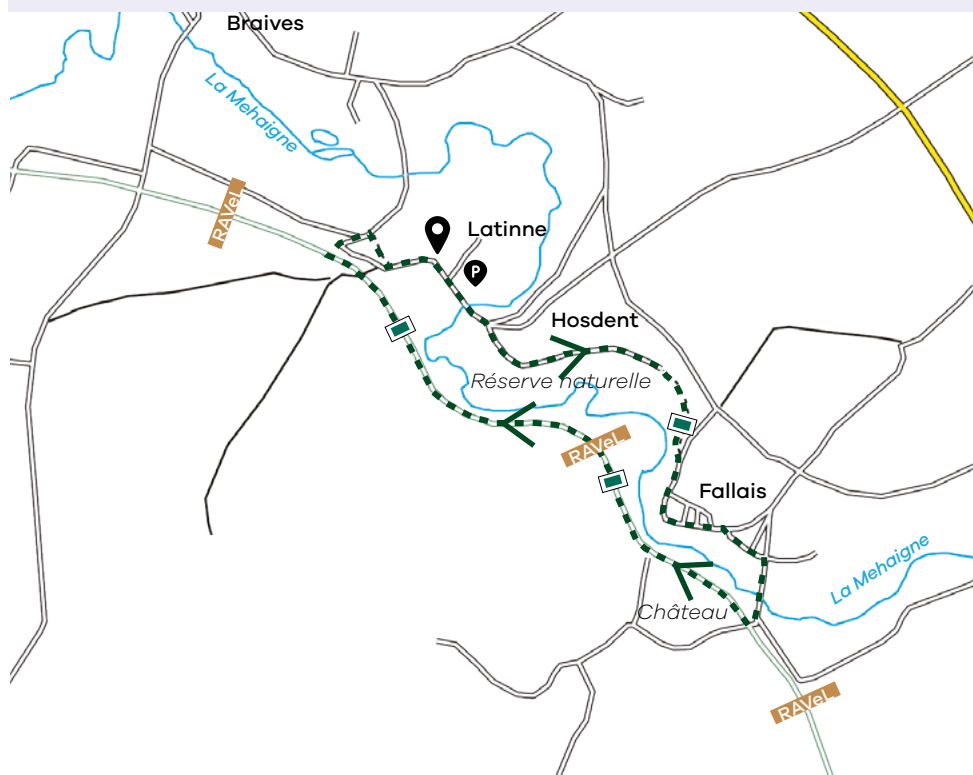 Braives
La Mehaigne
RAVeL
Latinne
P
Hosdent
Réserve naturelle
RAVeL
Fallais
La Mehaigne
Château
RAVeL